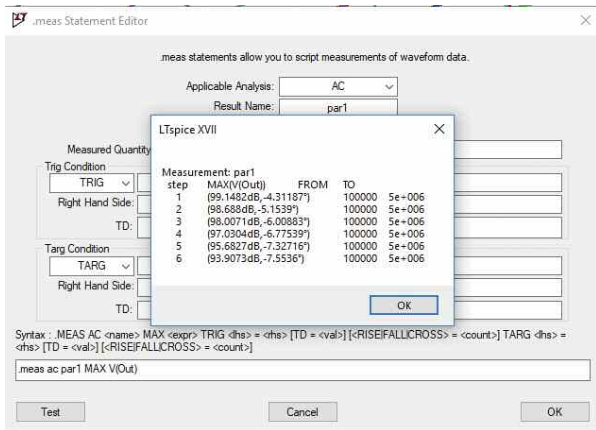 .meas Statement Editor
.meas statements allow you to script measurements of waveform data.
Applicable Analysis: AC
Result Name: par1
Measured Quantity
Trig Condition
TRIG
Right Hand Side:
TD:
Targ Condition
TARG
Right Hand Side:
TD:
LTspice XVII
Measurement: par1
step MAX(V(Out)) FROM TO
1 (99.1482dB,-4.31187°) 100000 5e+006
2 (98.688dB,-5.1539°) 100000 5e+006
3 (98.0071dB,-6.00883°) 100000 5e+006
4 (97.0304dB,-6.77539°) 100000 5e+006
5 (95.6827dB,-7.32716°) 100000 5e+006
6 (93.9073dB,-7.5536°) 100000 5e+006
OK
Syntax : .MEAS AC <name> MAX <expr> TRIG <lhs> = <rhs> [TD = <val>] [<RISE|FALL|CROSS> = <count>] TARG <lhs> =
<rhs> [TD = <val>] [<RISE|FALL|CROSS> = <count>]
.meas ac par1 MAX V(Out)
Test Cancel OK